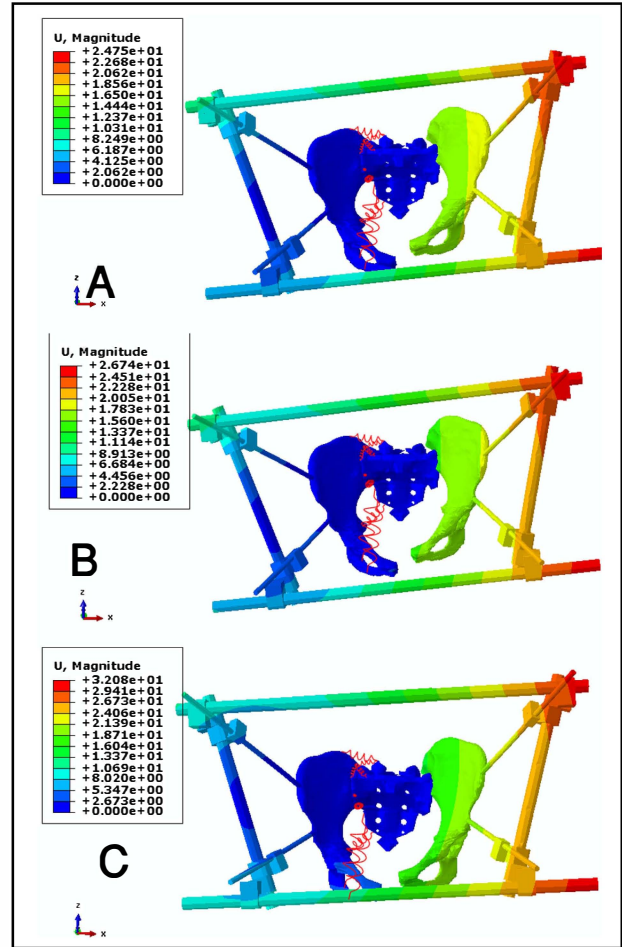 U, Magnitude
+2.475e+01
+2.268e+01
+2.062e+01
+1.856e+01
+1.650e+01
+1.444e+01
+1.237e+01
+1.031e+01
+8.249e+00
+6.187e+00
+4.125e+00
+2.062e+00
+0.000e+00
z
x
A
U, Magnitude
+2.674e+01
+2.451e+01
+2.228e+01
+2.005e+01
+1.783e+01
+1.560e+01
+1.337e+01
+1.114e+01
+8.913e+00
+6.684e+00
+4.456e+00
+2.228e+00
+0.000e+00
B
z
x
U, Magnitude
+3.208e+01
+2.941e+01
+2.673e+01
+2.406e+01
+2.139e+01
+1.871e+01
+1.604e+01
+1.337e+01
+1.069e+01
+8.020e+00
+5.347e+00
+2.673e+00
+0.000e+00
C
z
x